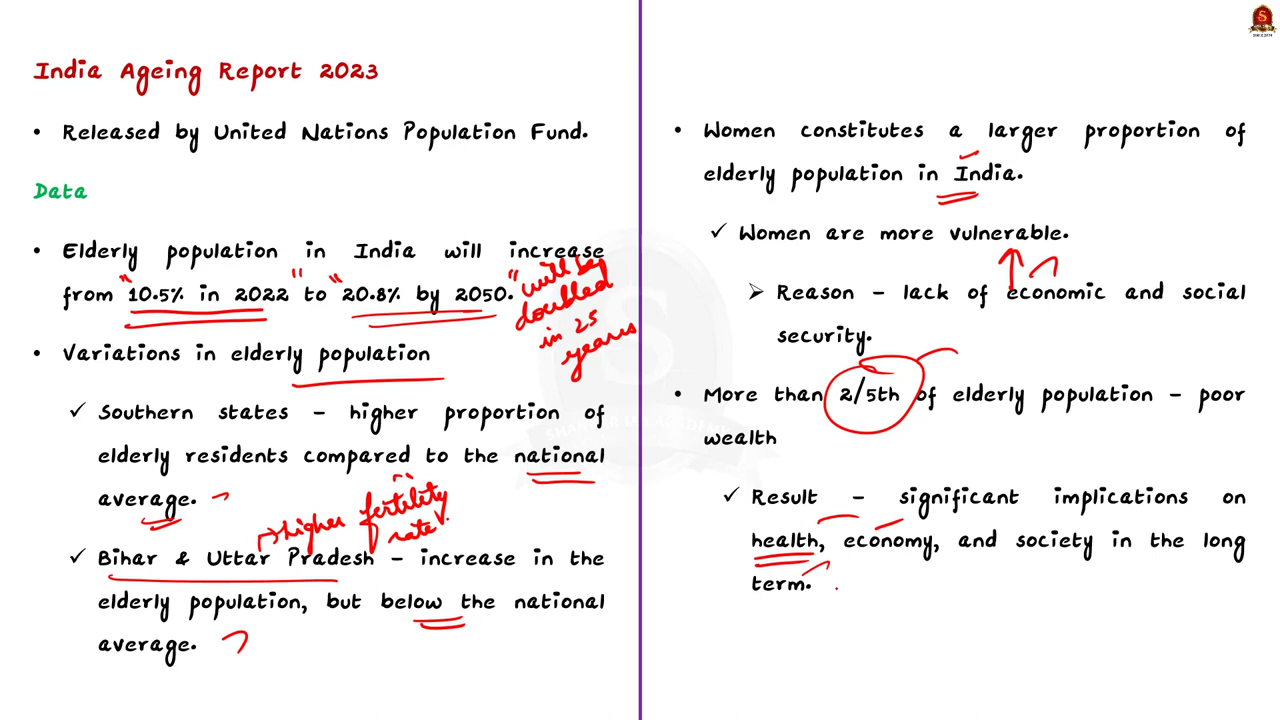 India Ageing Report 2023
• Released by United Nations Population Fund.
Data
• Elderly population in India will increase
from "10.5% in 2022" to "20.8% by 2050."
will be
doubled
in 25
years
• Variations in elderly population
✓ Southern states - higher proportion of
elderly residents compared to the national
average.
→ higher fertility
rate
✓ Bihar & Uttar Pradesh - increase in the
elderly population, but below the national
average.
S
• Women constitutes a larger proportion of
elderly population in India.
✓ Women are more vulnerable.
➢ Reason - lack of economic and social
security.
• More than 2/5th of elderly population - poor
wealth
✓ Result - significant implications on
health, economy, and society in the long
term.